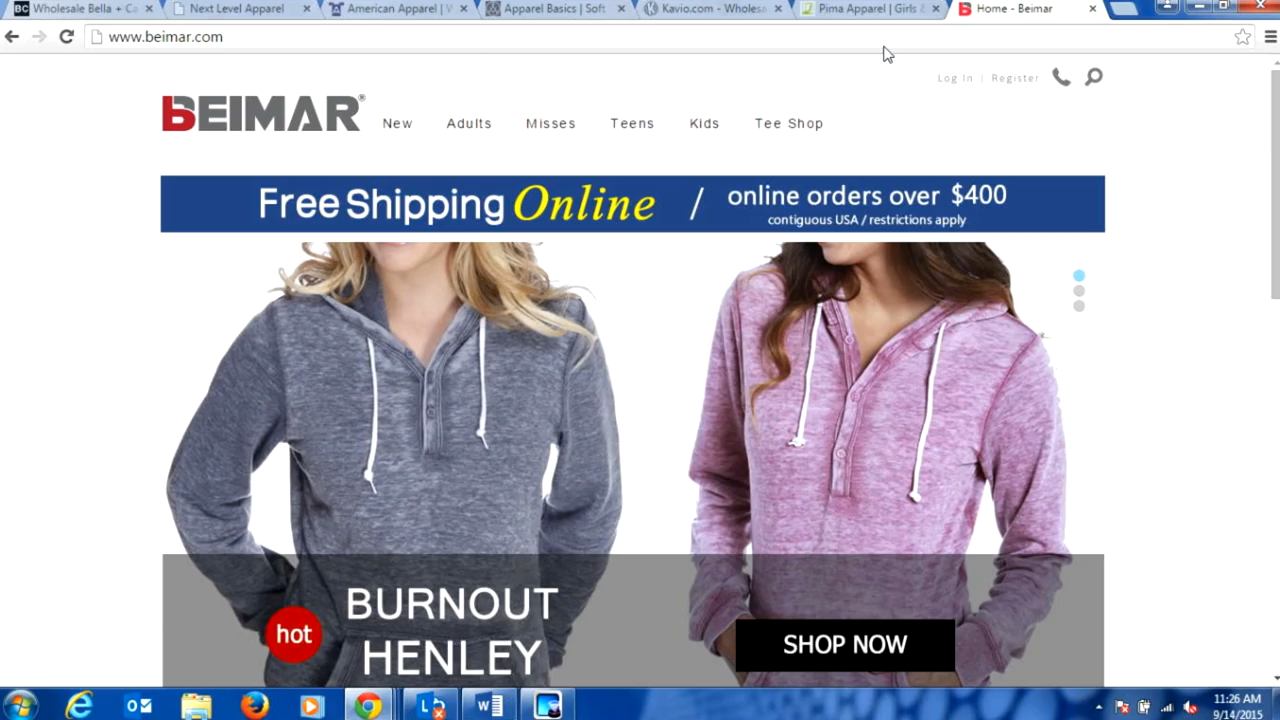 Wholesale Bella + Ca
Next Level Apparel
American Apparel | W
Apparel Basics | Soft
Kavio.com - Wholesa
Pima Apparel | Girls &
Home - Beimar
www.beimar.com
Log In | Register
BEIMAR®
New Adults Misses Teens Kids Tee Shop
Free Shipping Online / online orders over $400
contiguous USA / restrictions apply
hot
BURNOUT
HENLEY
SHOP NOW
11:26 AM
9/14/2015